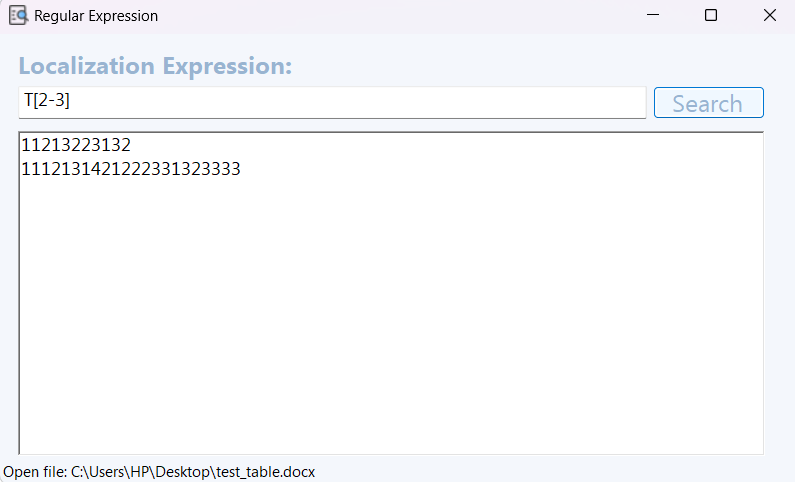 Regular Expression
Localization Expression:
T[2-3]
Search
11213223132
1112131421222331323333
Open file: C:\Users\HP\Desktop\test_table.docx